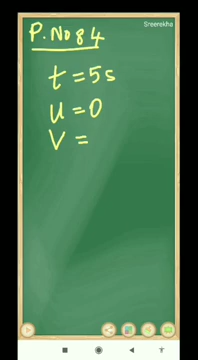 Sreerekha
P. No 84
t = 5s
u = 0
V =